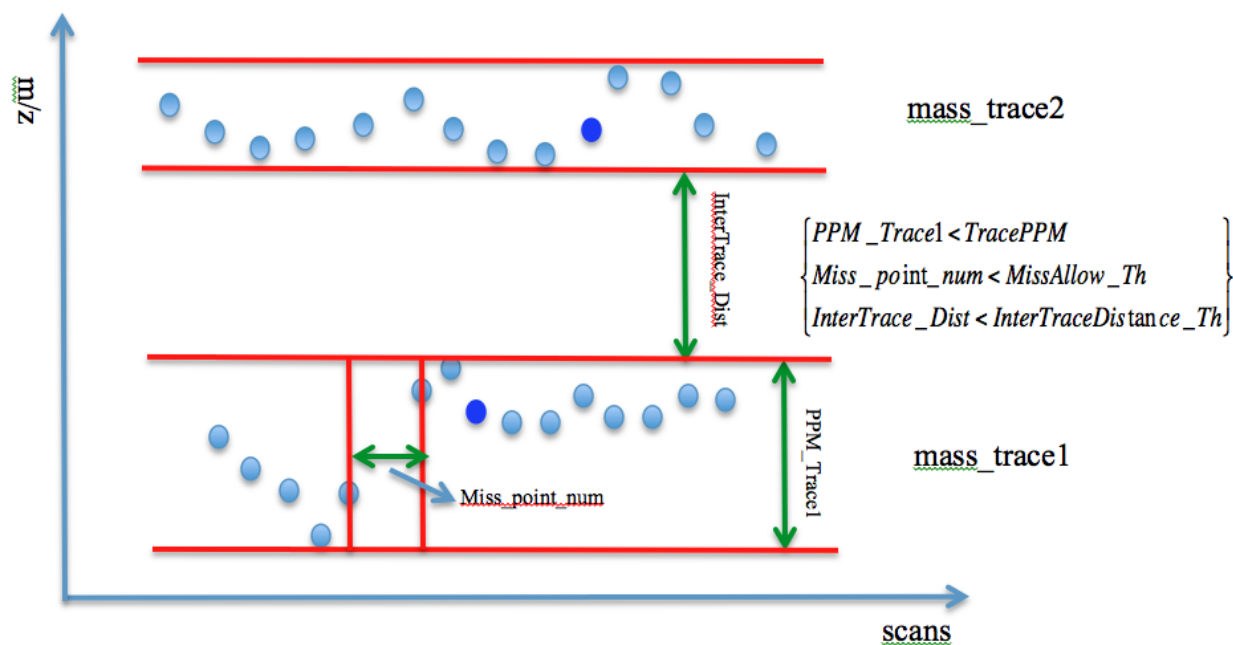 m/z
mass_trace2
InterTrace_Dist
PPM_Trace1<TracePPM
Miss_point_num<MissAllow_Th
InterTrace_Dist<InterTraceDistance_Th
PPM_Trace1
mass_trace1
Miss_point_num
scans